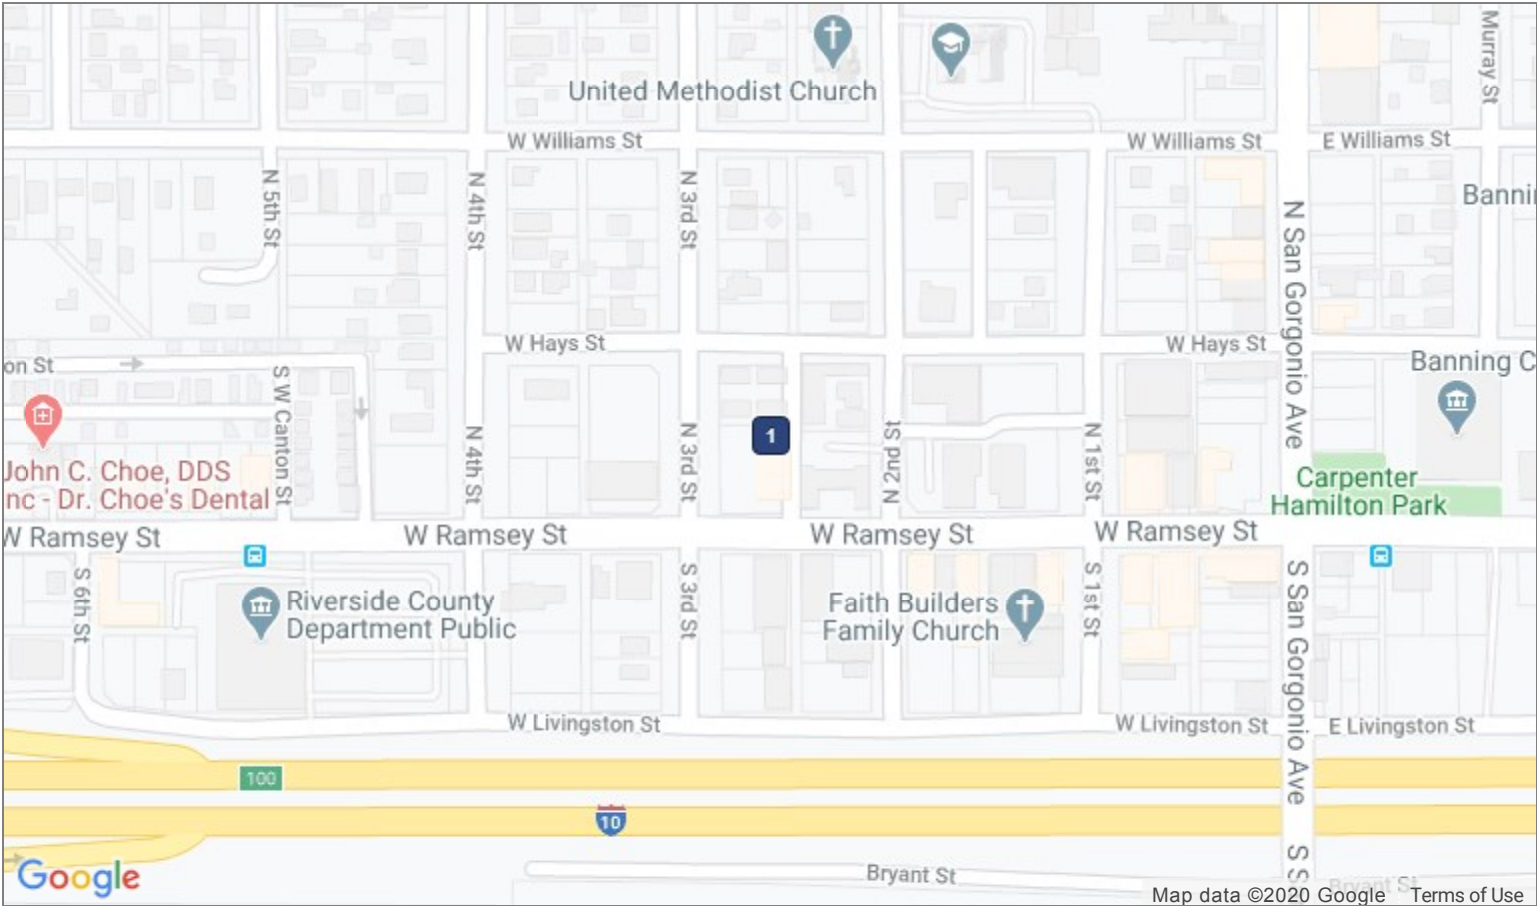 Murray St
United Methodist Church
W Williams St
W Williams St
E Williams St
N 5th St
N 4th St
N 3rd St
N San Gorgonio Ave
Banni
W Hays St
W Hays St
on St
Banning C
S W Canton St
N 4th St
N 3rd St
1
N 2nd St
N 1st St
John C. Choe, DDS
nc - Dr. Choe's Dental
Carpenter
Hamilton Park
W Ramsey St
W Ramsey St
W Ramsey St
W Ramsey St
S 6th St
Riverside County
Department Public
S 3rd St
Faith Builders
Family Church
S 1st St
S San Gorgonio Ave
W Livingston St
W Livingston St
E Livingston St
100
10
Google
Bryant St
S S
Bryant St
Map data ©2020 Google
Terms of Use